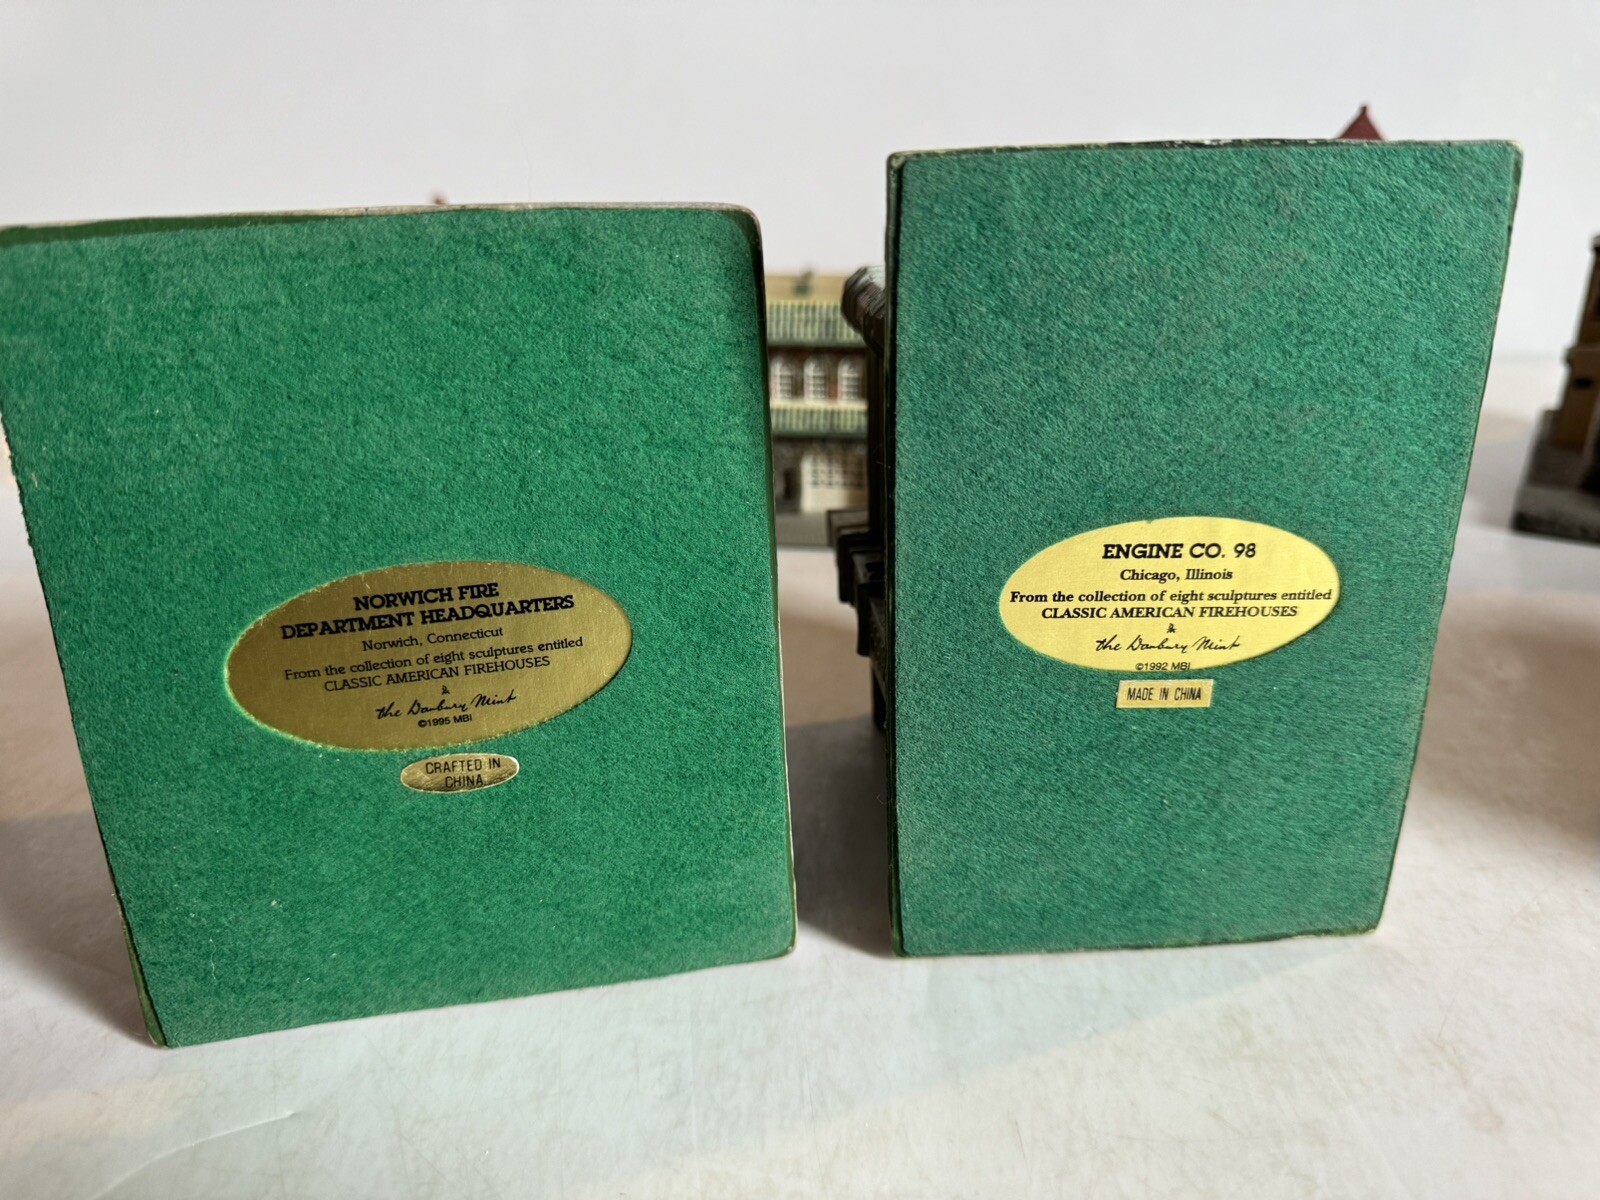 NORWICH FIRE
DEPARTMENT HEADQUARTERS
Norwich, Connecticut
From the collection of eight sculptures entitled
CLASSIC AMERICAN FIREHOUSES
the Danbury Mint
©1995 MBI
CRAFTED IN
CHINA
ENGINE CO. 98
Chicago, Illinois
From the collection of eight sculptures entitled
CLASSIC AMERICAN FIREHOUSES
the Danbury Mint
©1992 MBI
MADE IN CHINA